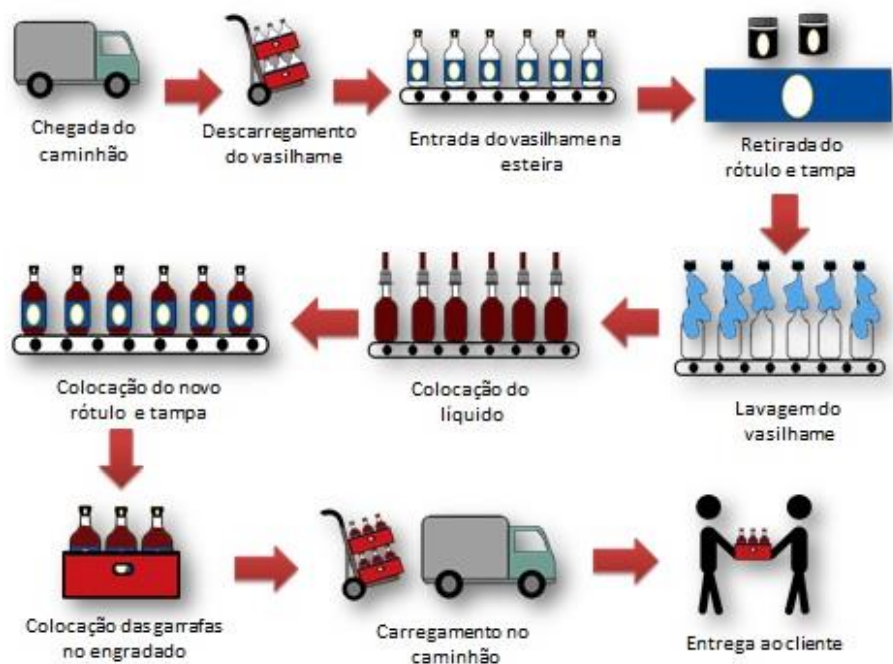 Chegada do
caminhão
Descarregamento
do vasilhame
Entrada do vasilhame na
esteira
Retirada do
rótulo e tampa
Colocação do novo
rótulo e tampa
Colocação do
líquido
Lavagem do
vasilhame
Colocação das garrafas
no engradado
Carregamento no
caminhão
Entrega ao cliente